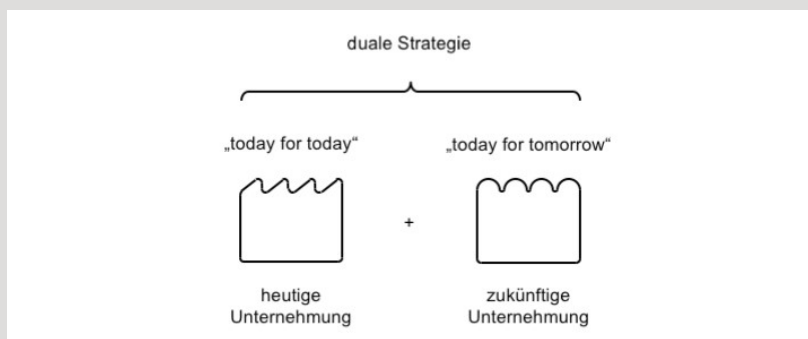 duale Strategie
„today for today“
„today for tomorrow“
+
heutige
Unternehmung
zukünftige
Unternehmung